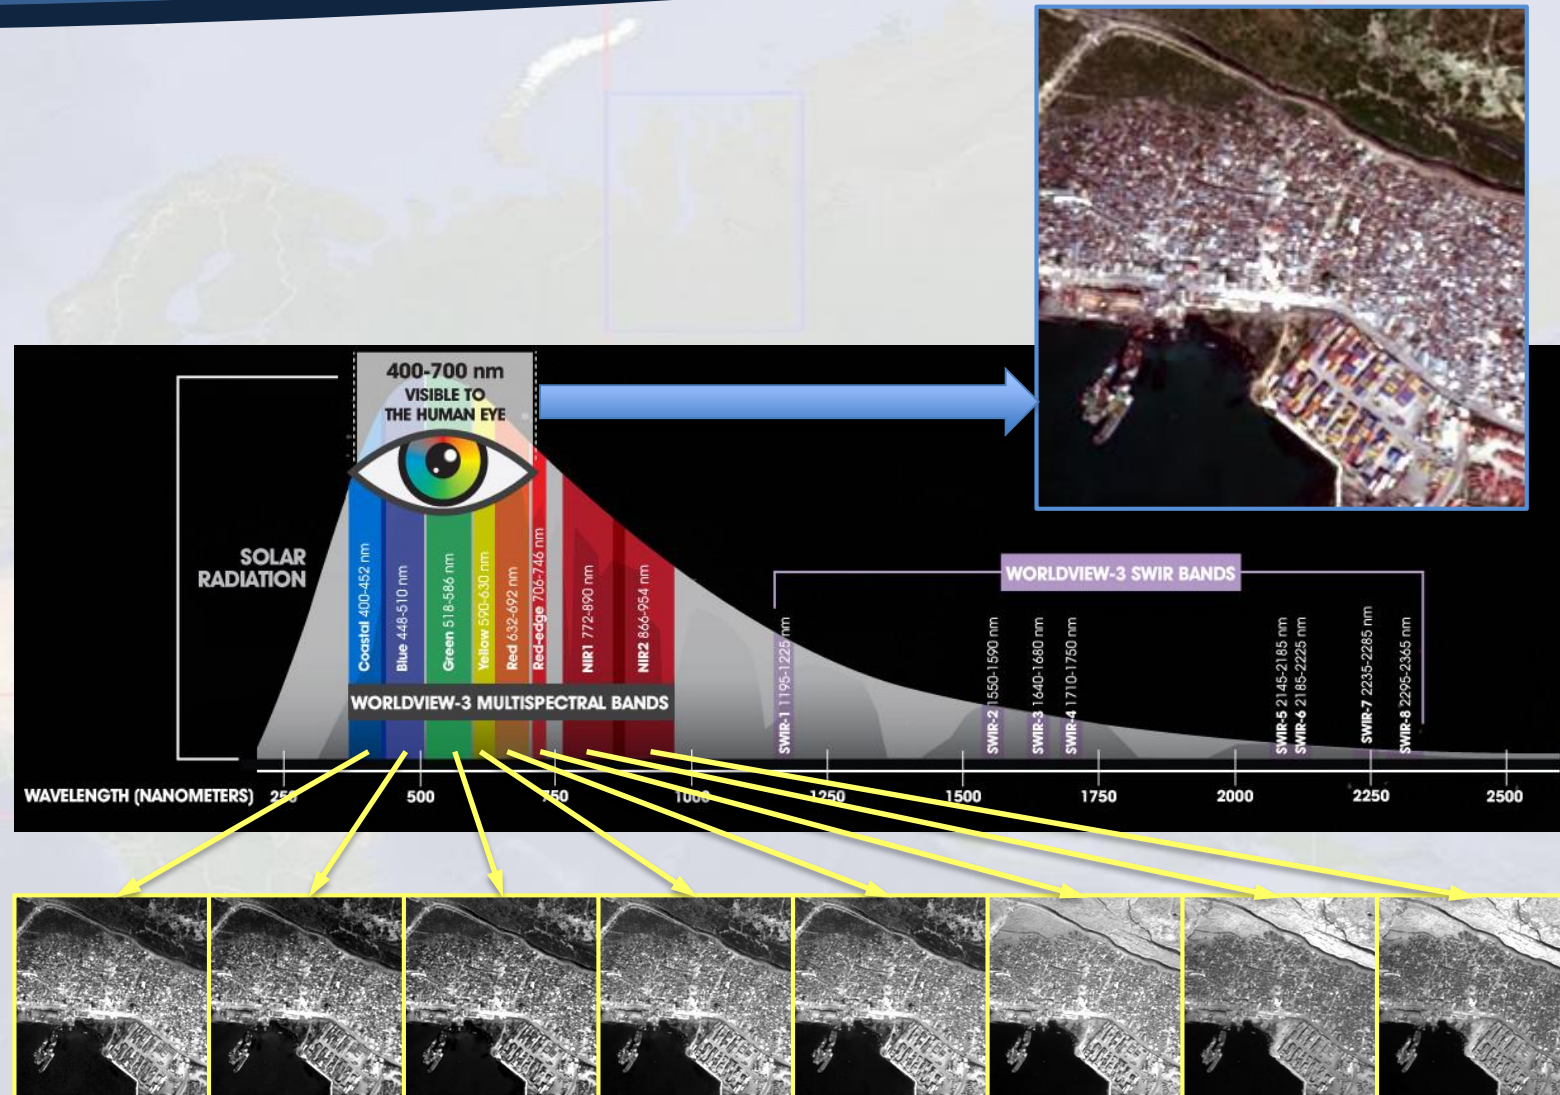 400-700 nm
VISIBLE TO
THE HUMAN EYE
SOLAR
RADIATION
Coastal 400-452 nm
Blue 448-510 nm
Green 518-586 nm
Yellow 590-630 nm
Red 632-692 nm
Red-edge 706-746 nm
NIR1 772-890 nm
NIR2 866-954 nm
WORLDVIEW-3 MULTISPECTRAL BANDS
WORLDVIEW-3 SWIR BANDS
SWIR-1 1195-1225 nm
SWIR-2 1550-1590 nm
SWIR-3 1640-1680 nm
SWIR-4 1710-1750 nm
SWIR-5 2145-2185 nm
SWIR-6 2185-2225 nm
SWIR-7 2235-2285 nm
SWIR-8 2295-2365 nm
WAVELENGTH (NANOMETERS) 250 500 750 1000 1250 1500 1750 2000 2250 2500